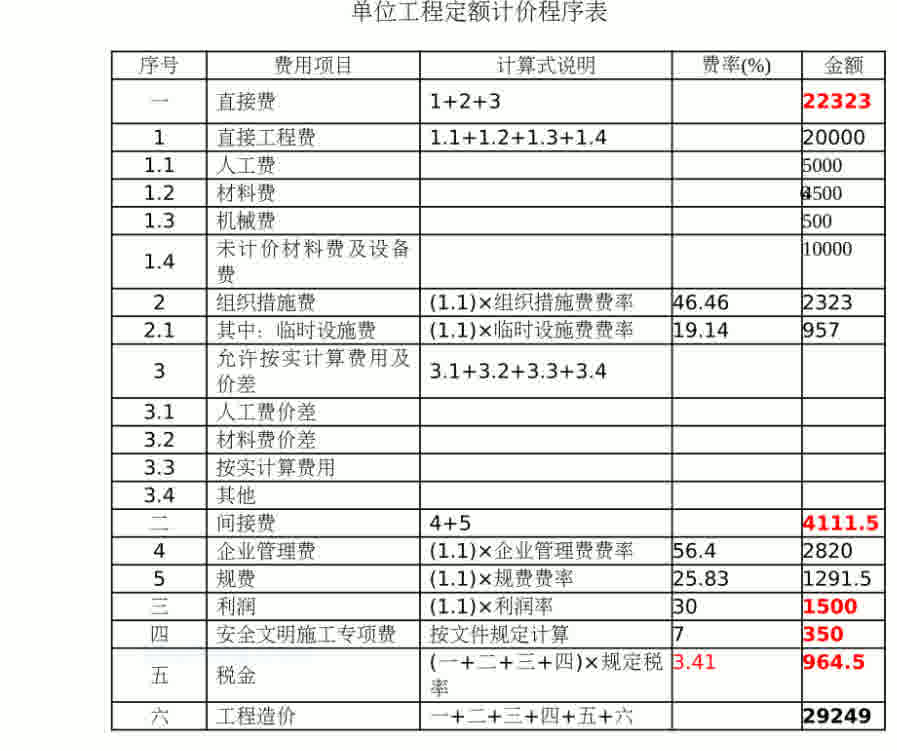 单位工程定额计价程序表
序号 费用项目 计算式说明 费率(%) 金额
一 直接费 1+2+3 22323
1 直接工程费 1.1+1.2+1.3+1.4 20000
1.1 人工费 5000
1.2 材料费 4500
1.3 机械费 500
1.4 未计价材料费及设备 10000
费
2 组织措施费 (1.1)×组织措施费费率 46.46 2323
2.1 其中：临时设施费 (1.1)×临时设施费费率 19.14 957
3 允许按实计算费用及 3.1+3.2+3.3+3.4
价差
3.1 人工费价差
3.2 材料费价差
3.3 按实计算费用
3.4 其他
二 间接费 4+5 4111.5
4 企业管理费 (1.1)×企业管理费费率 56.4 2820
5 规费 (1.1)×规费费率 25.83 1291.5
三 利润 (1.1)×利润率 30 1500
四 安全文明施工专项费 按文件规定计算 7 350
五 税金 (一+二+三+四)×规定税 3.41 964.5
率
六 工程造价 一+二+三+四+五+六 29249